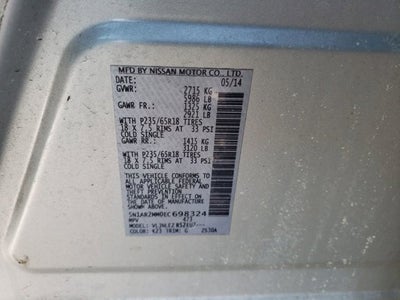 MFD BY NISSAN MOTOR CO., LTD.
DATE: 05/14
GVWR: 2715 KG
5986 LB
GAWR FR.: 1325 KG
2921 LB
WITH P235/65R18 TIRES
18 X 7.5 RIMS AT 33 PSI
COLD SINGLE
GAWR RR.: 1415 KG
3120 LB
WITH P235/65R18 TIRES
18 X 7.5 RIMS AT 33 PSI
COLD SINGLE
THIS VEHICLE CONFORMS TO
ALL APPLICABLE FEDERAL
MOTOR VEHICLE SAFETY
AND THEFT PREVENTION
STANDARDS IN EFFECT ON
THE DATE OF MANUFACTURE
SHOWN ABOVE.
5N1AR2MM0EC698324
MPV
COLOR: K23 TRIM: G